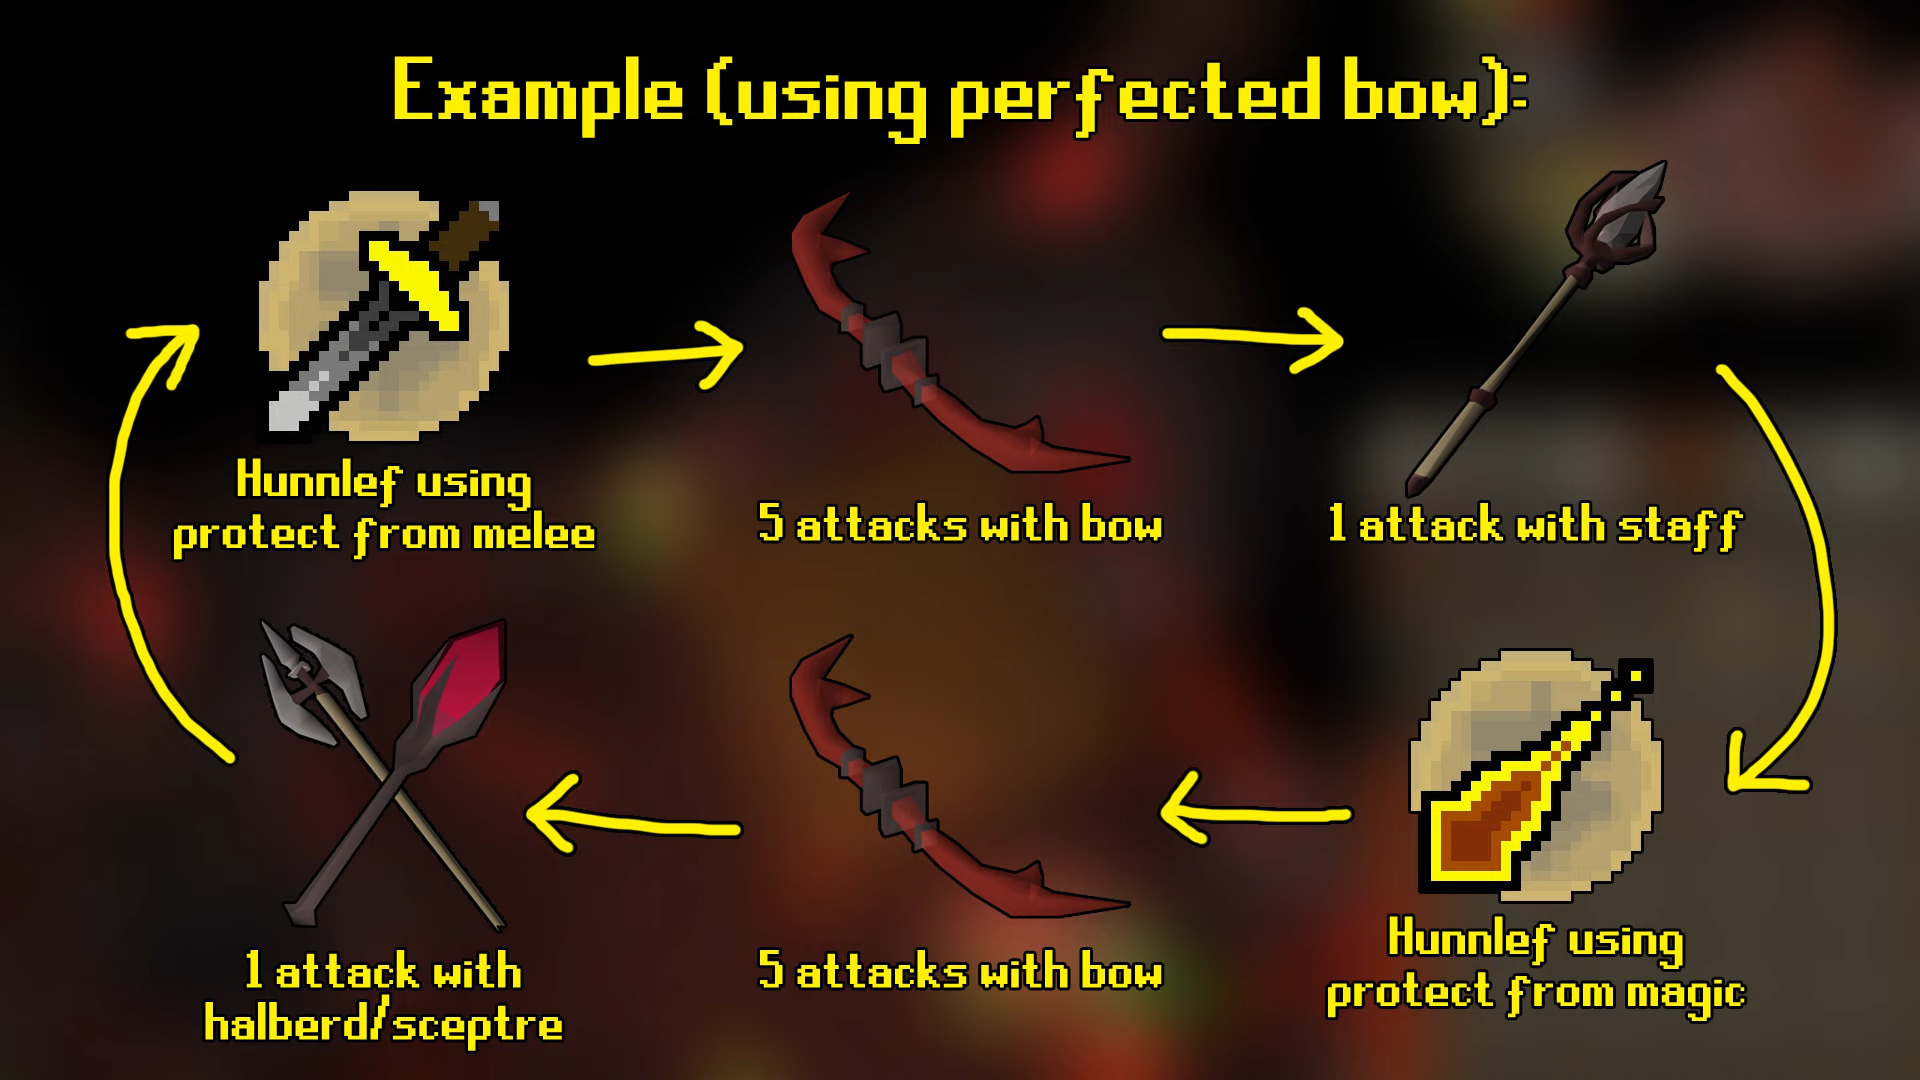 Example (using perfected bow):
Hunnlef using
protect from melee
5 attacks with bow
1 attack with staff
Hunnlef using
protect from magic
5 attacks with bow
1 attack with
halberd/sceptre